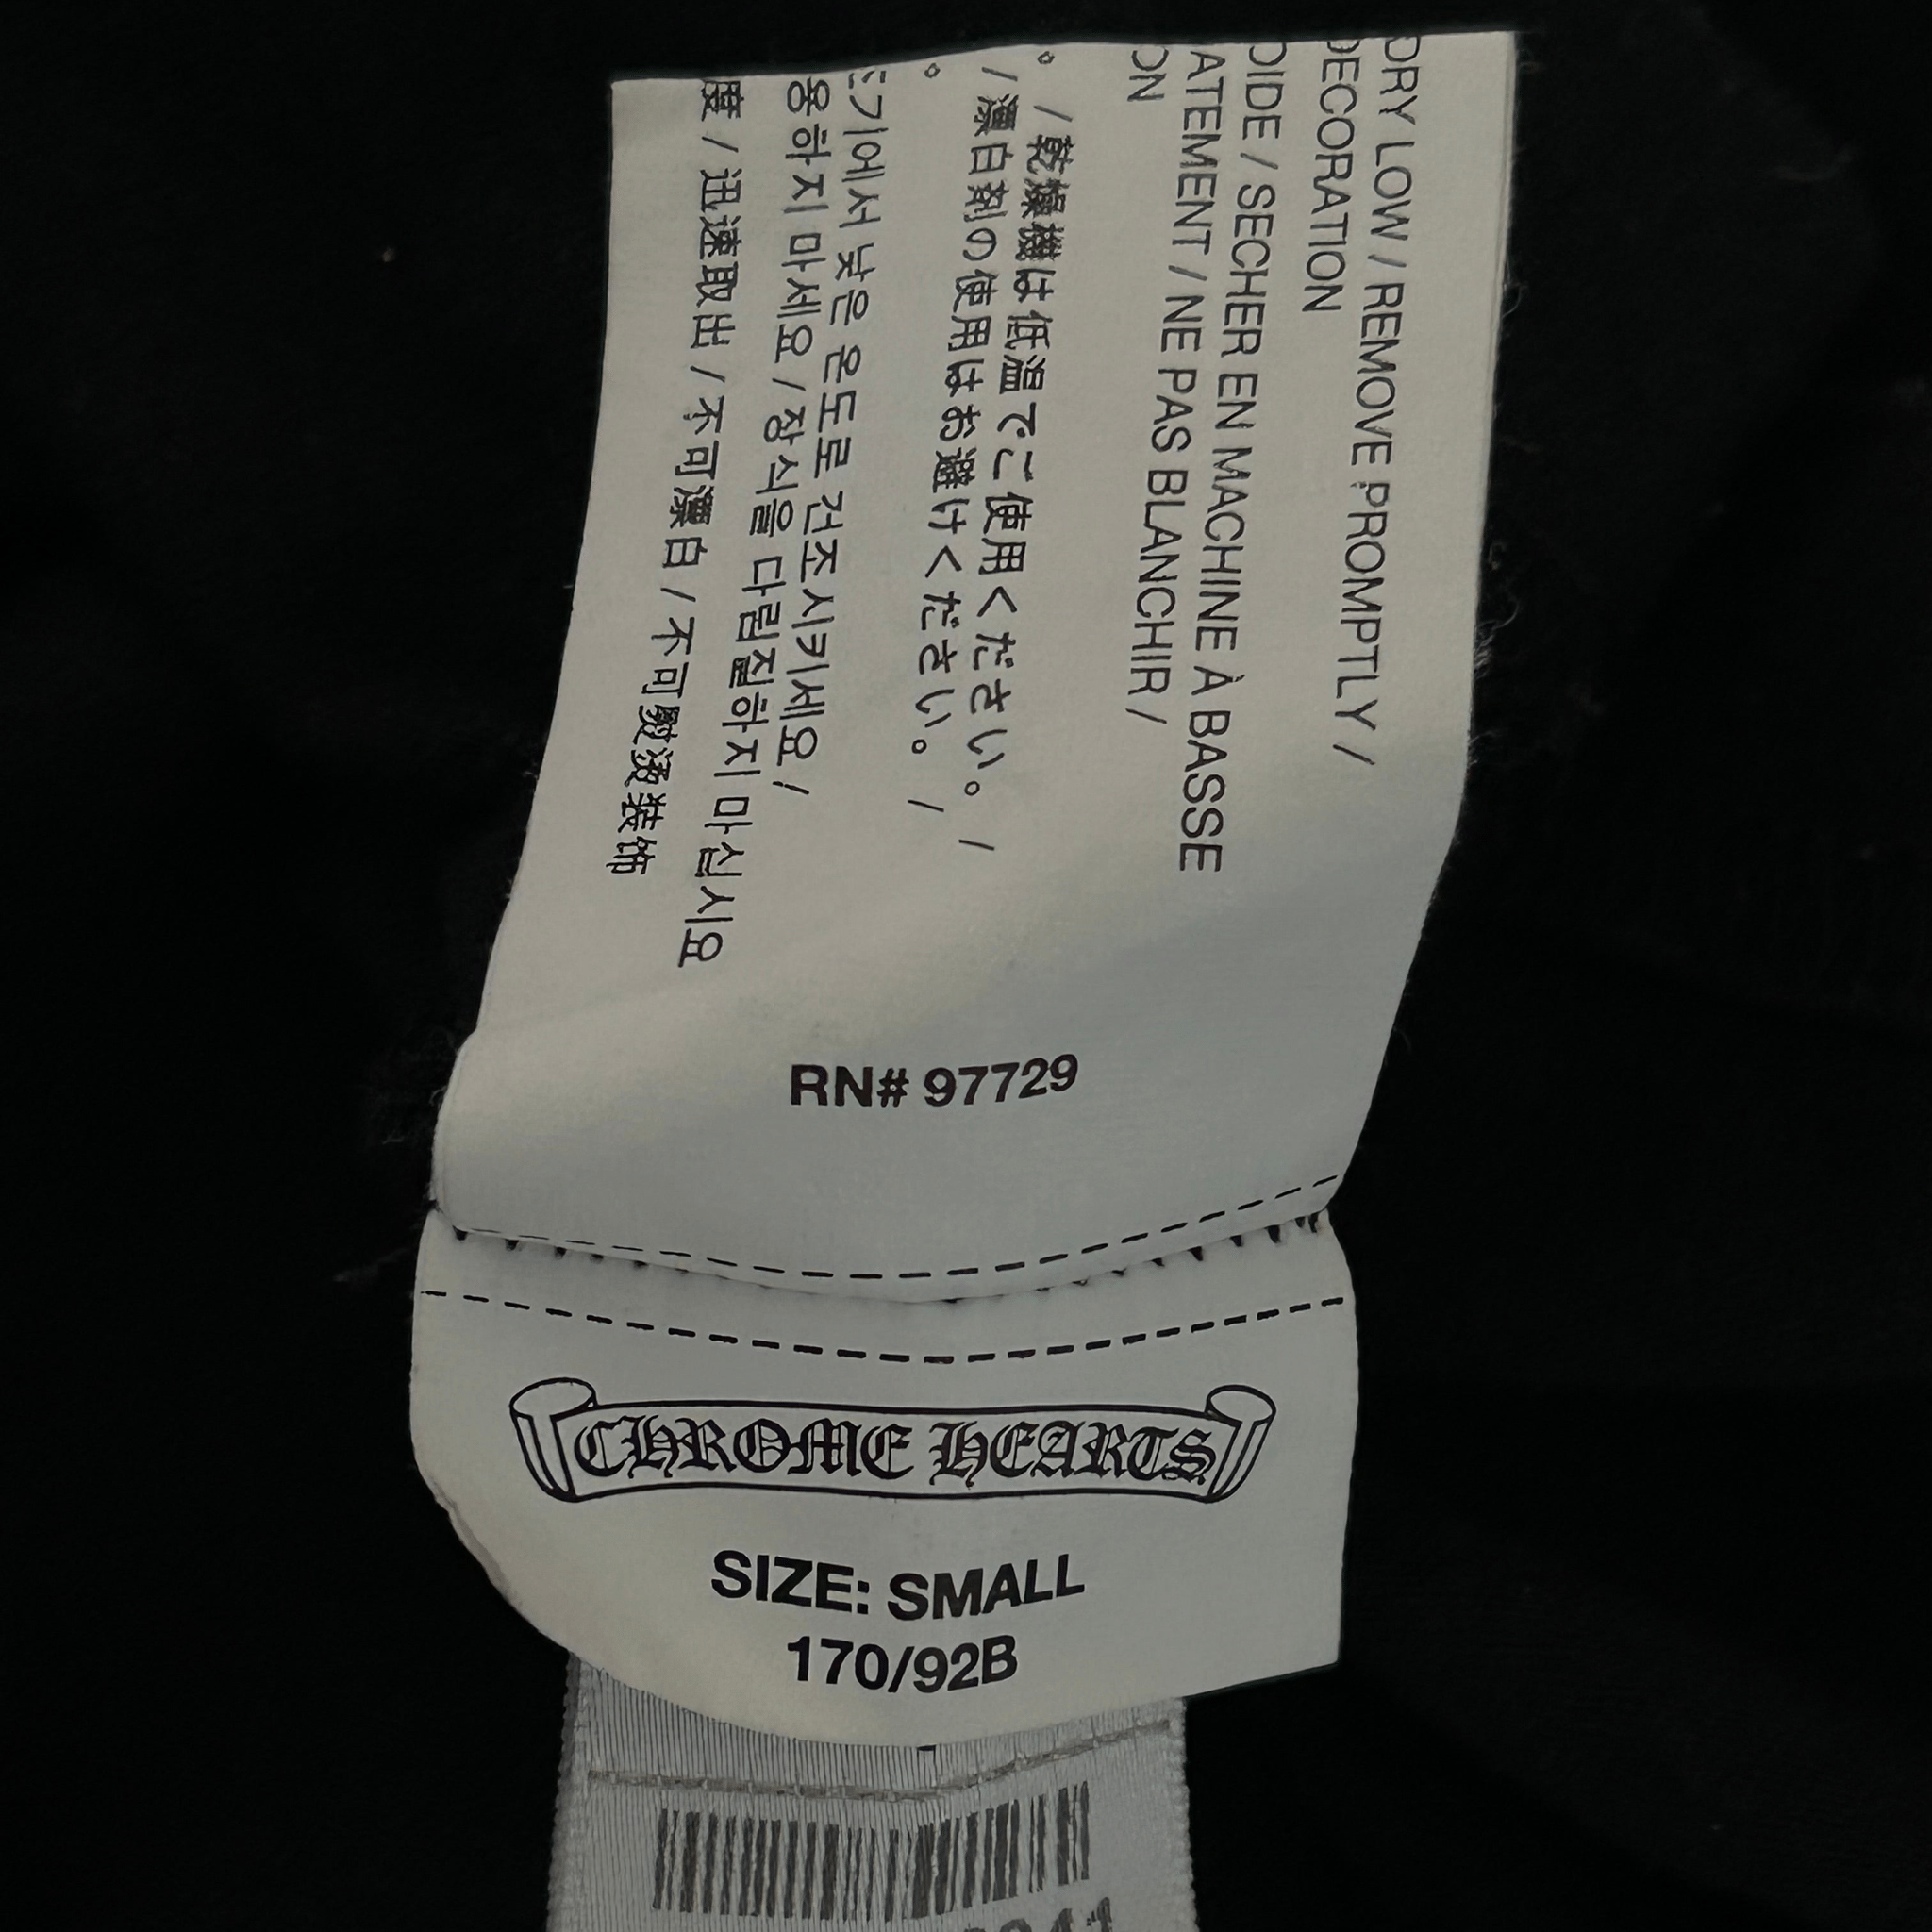 DRY LOW / REMOVE PROMPTLY /
DECORATION
OIDE / SECHER EN MACHINE À BASSE
ATEMENT / NE PAS BLANCHIR /
ON
。 / 乾燥機は低温でご使用ください。 /
/ 漂白剤の使用はお避けください。 /
。
기에서 낮은 온도로 건조시키세요 /
용하지 마세요 / 장식을 다림질하지 마십시요
度 / 迅速取出 / 不可漂白 / 不可熨烫装饰
RN# 97729
CHROME HEARTS
SIZE: SMALL
170/92B